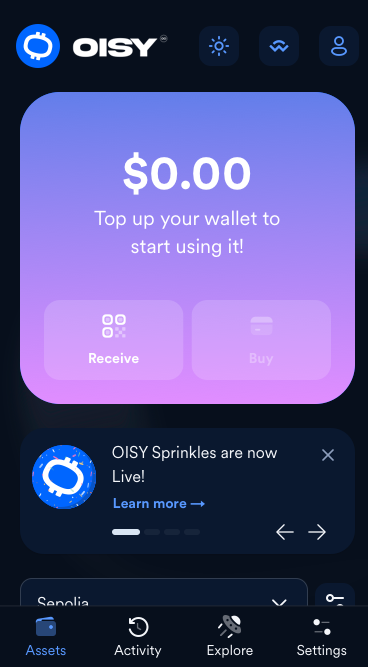 OISY
$0.00
Top up your wallet to
start using it!
Receive
Buy
OISY Sprinkles are now
Live!
Learn more →
Sepolia
Assets
Activity
Explore
Settings